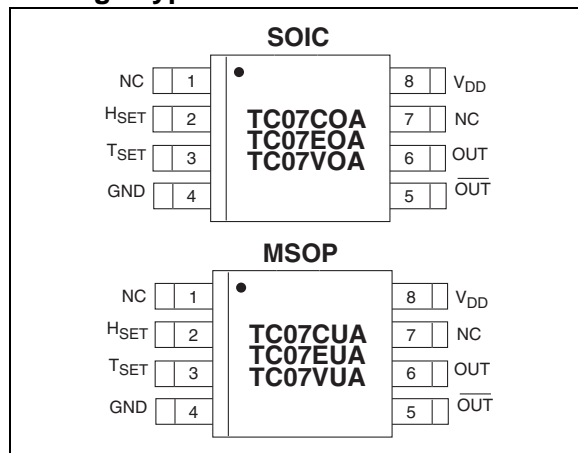 SOIC
NC 1 8 VDD
HSET 2 TC07COA 7 NC
TC07EOA
TSET 3 TC07VOA 6 OUT
GND 4 5 OUT
MSOP
NC 1 8 VDD
HSET 2 TC07CUA 7 NC
TC07EUA
TSET 3 TC07VUA 6 OUT
GND 4 5 OUT